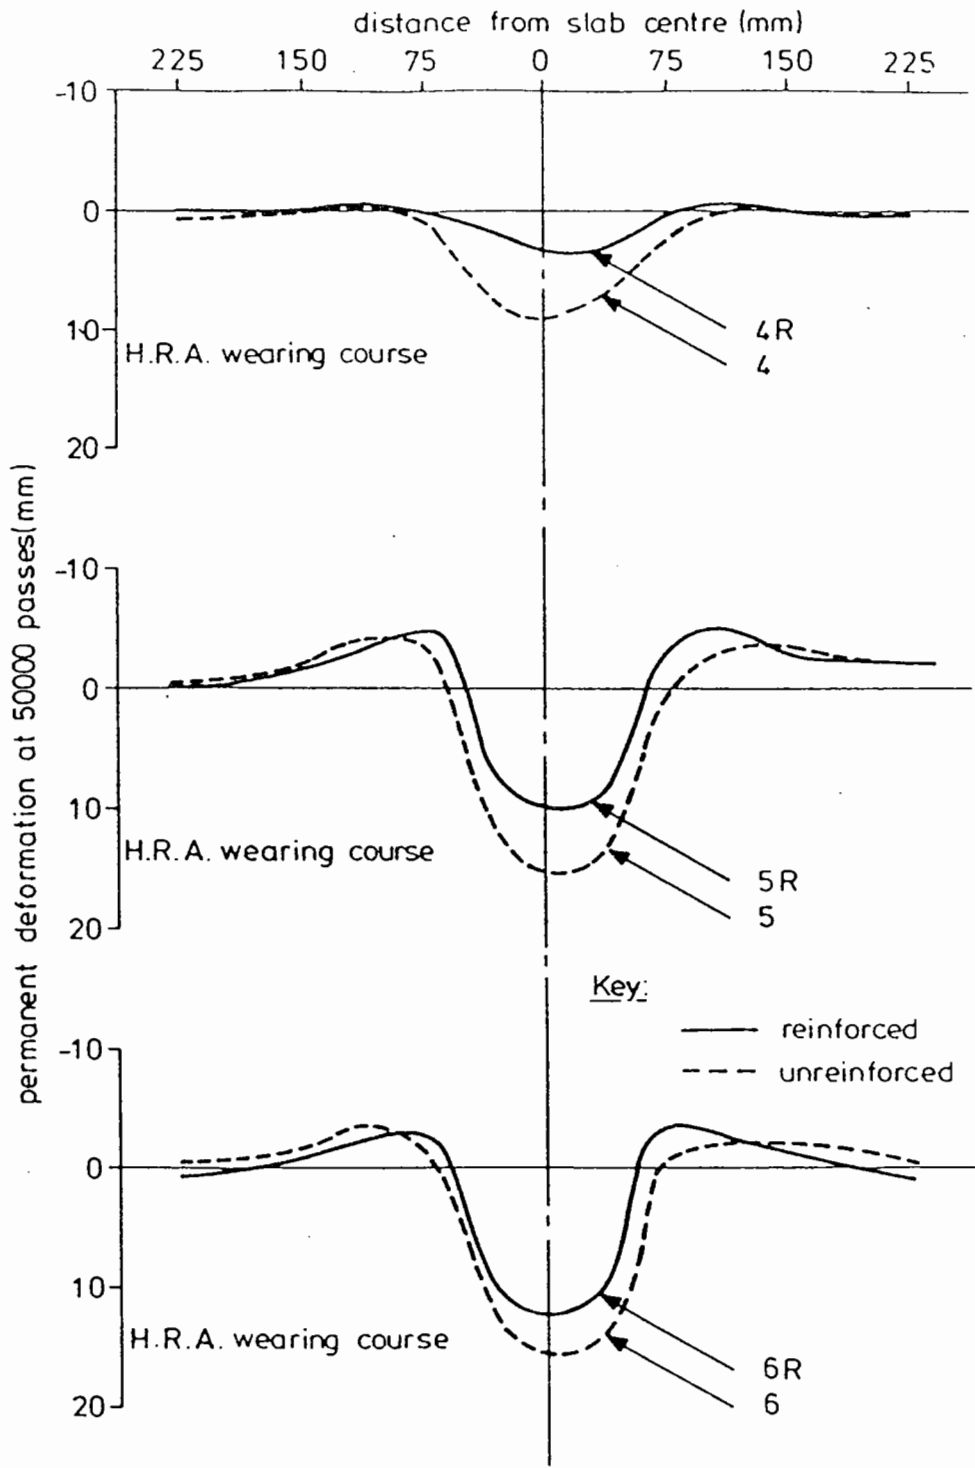 distance from slab centre (mm)
225 150 75 0 75 150 225
-10
0
10
20
H.R.A. wearing course
4R
4
permanent deformation at 50000 passes(mm)
-10
0
10
20
H.R.A. wearing course
5R
5
Key:
reinforced
unreinforced
-10
0
10
20
H.R.A. wearing course
6R
6